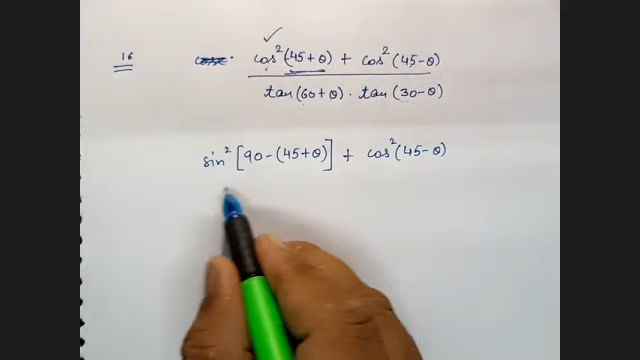 16 cos²(45+θ) + cos²(45-θ)
tan(60+θ) · tan(30-θ)
sin²[90-(45+θ)] + cos²(45-θ)